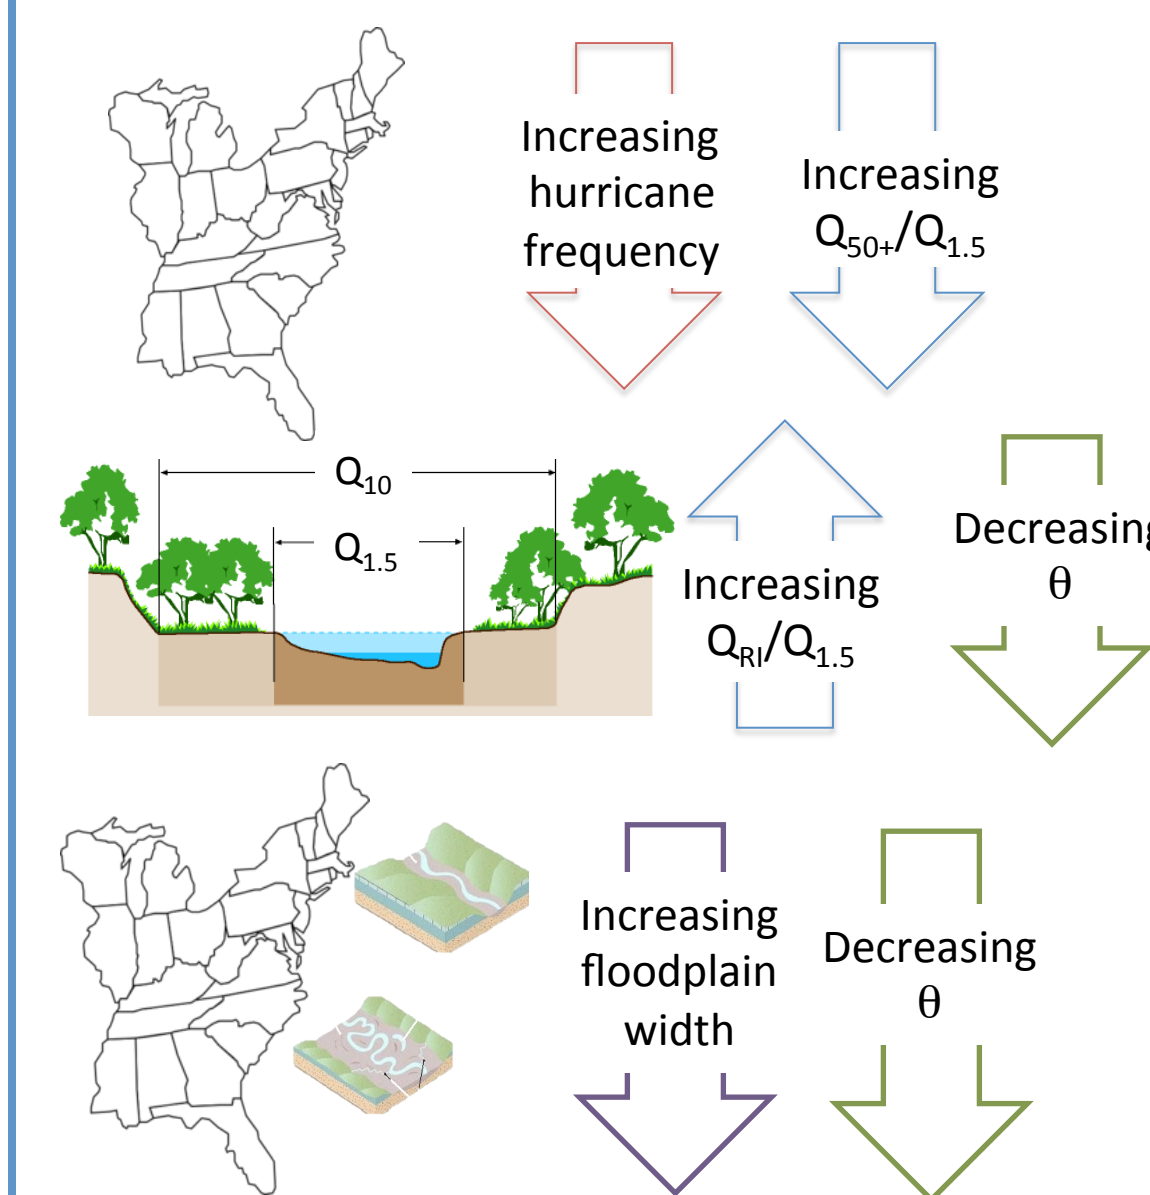 Increasing
hurricane
frequency
Increasing
Q50+/Q1.5
Q10
Q1.5
Increasing
QRI/Q1.5
Decreasing
θ
Increasing
floodplain
width
Decreasing
θ